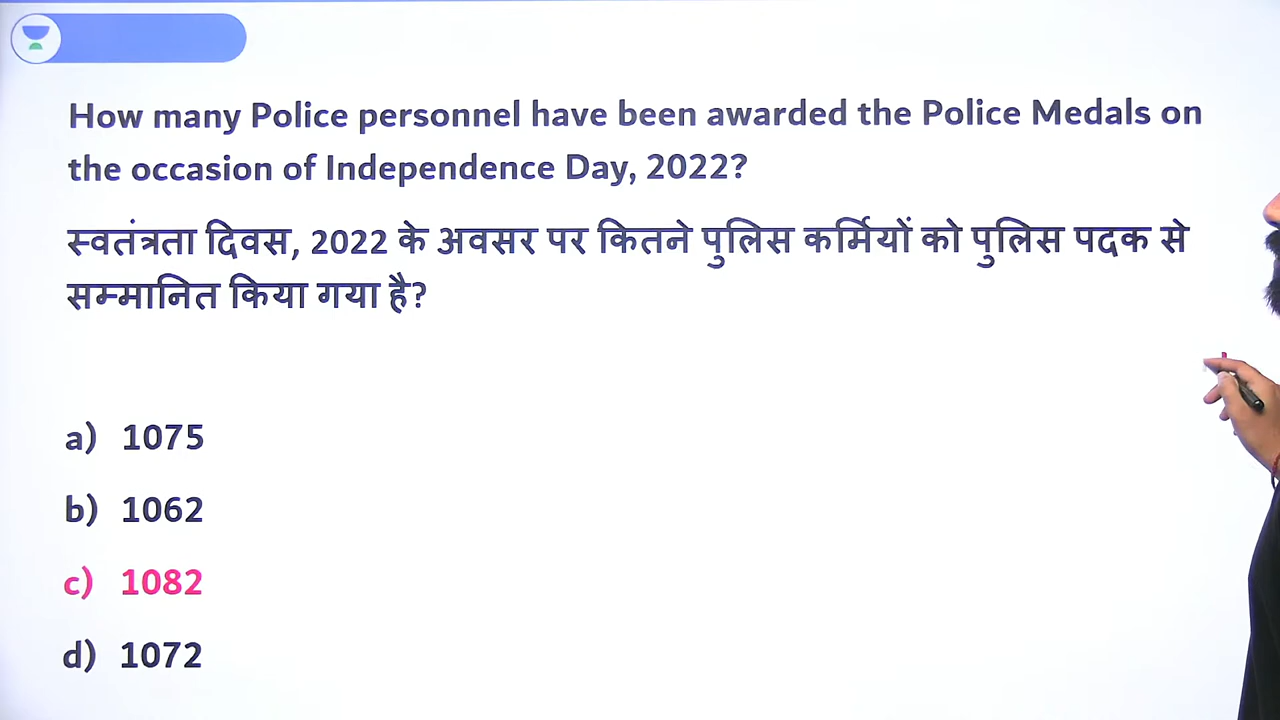 How many Police personnel have been awarded the Police Medals on
the occasion of Independence Day, 2022?
स्वतंत्रता दिवस, 2022 के अवसर पर कितने पुलिस कर्मियों को पुलिस पदक से
सम्मानित किया गया है?
a) 1075
b) 1062
c) 1082
d) 1072